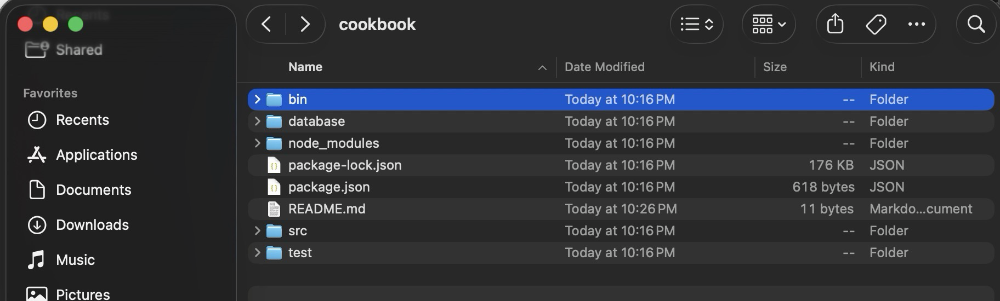 Recents
Shared
Favorites
Recents
Applications
Documents
Downloads
Music
Pictures
cookbook
Name Date Modified Size Kind
bin Today at 10:16 PM -- Folder
database Today at 10:16 PM -- Folder
node_modules Today at 10:16 PM -- Folder
package-lock.json Today at 10:16 PM 176 KB JSON
package.json Today at 10:16 PM 618 bytes JSON
README.md Today at 10:26 PM 11 bytes Markdo...cument
src Today at 10:16 PM -- Folder
test Today at 10:16 PM -- Folder